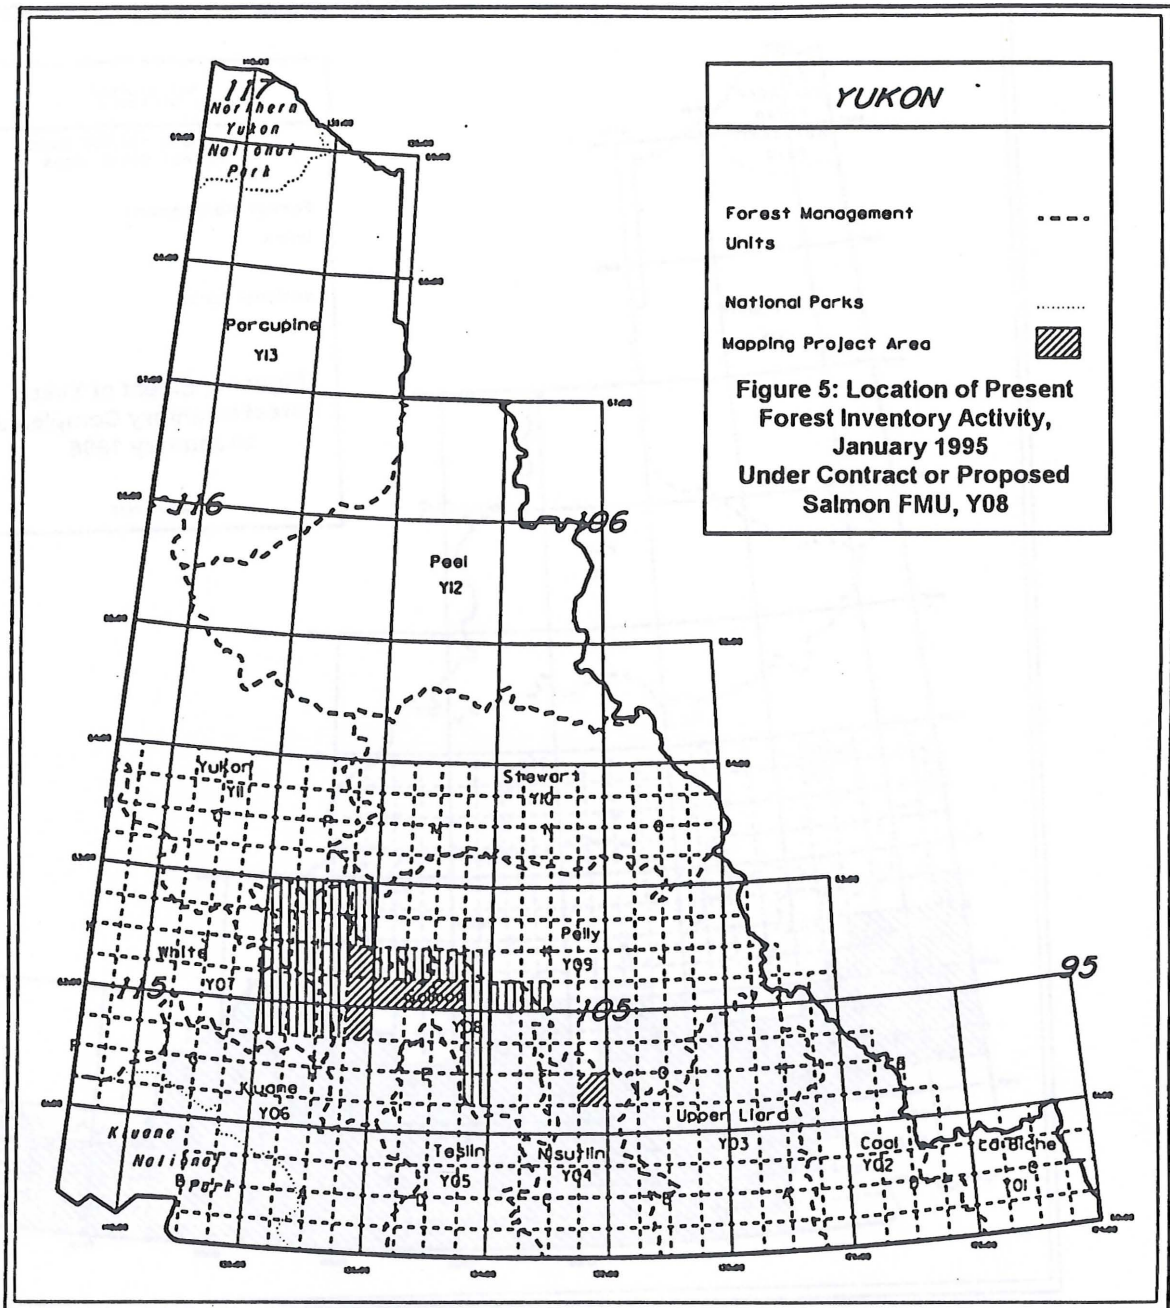 YUKON
Forest Management
Units
National Parks
Mapping Project Area
Figure 5: Location of Present
Forest Inventory Activity,
January 1995
Under Contract or Proposed
Salmon FMU, Y08
117
Northern
Yukon
National
Park
Porcupine
Y13
116
106
Peel
Y12
Yukon
Y11
Stewart
Y10
Pelly
Y09
White
Y07
115
105
95
Y08
Kluane
Y06
Upper Liard
Y03
Kluane
National
Park
Teslin
Y05
Nisutlin
Y04
Coal
Y02
La Biche
Y01